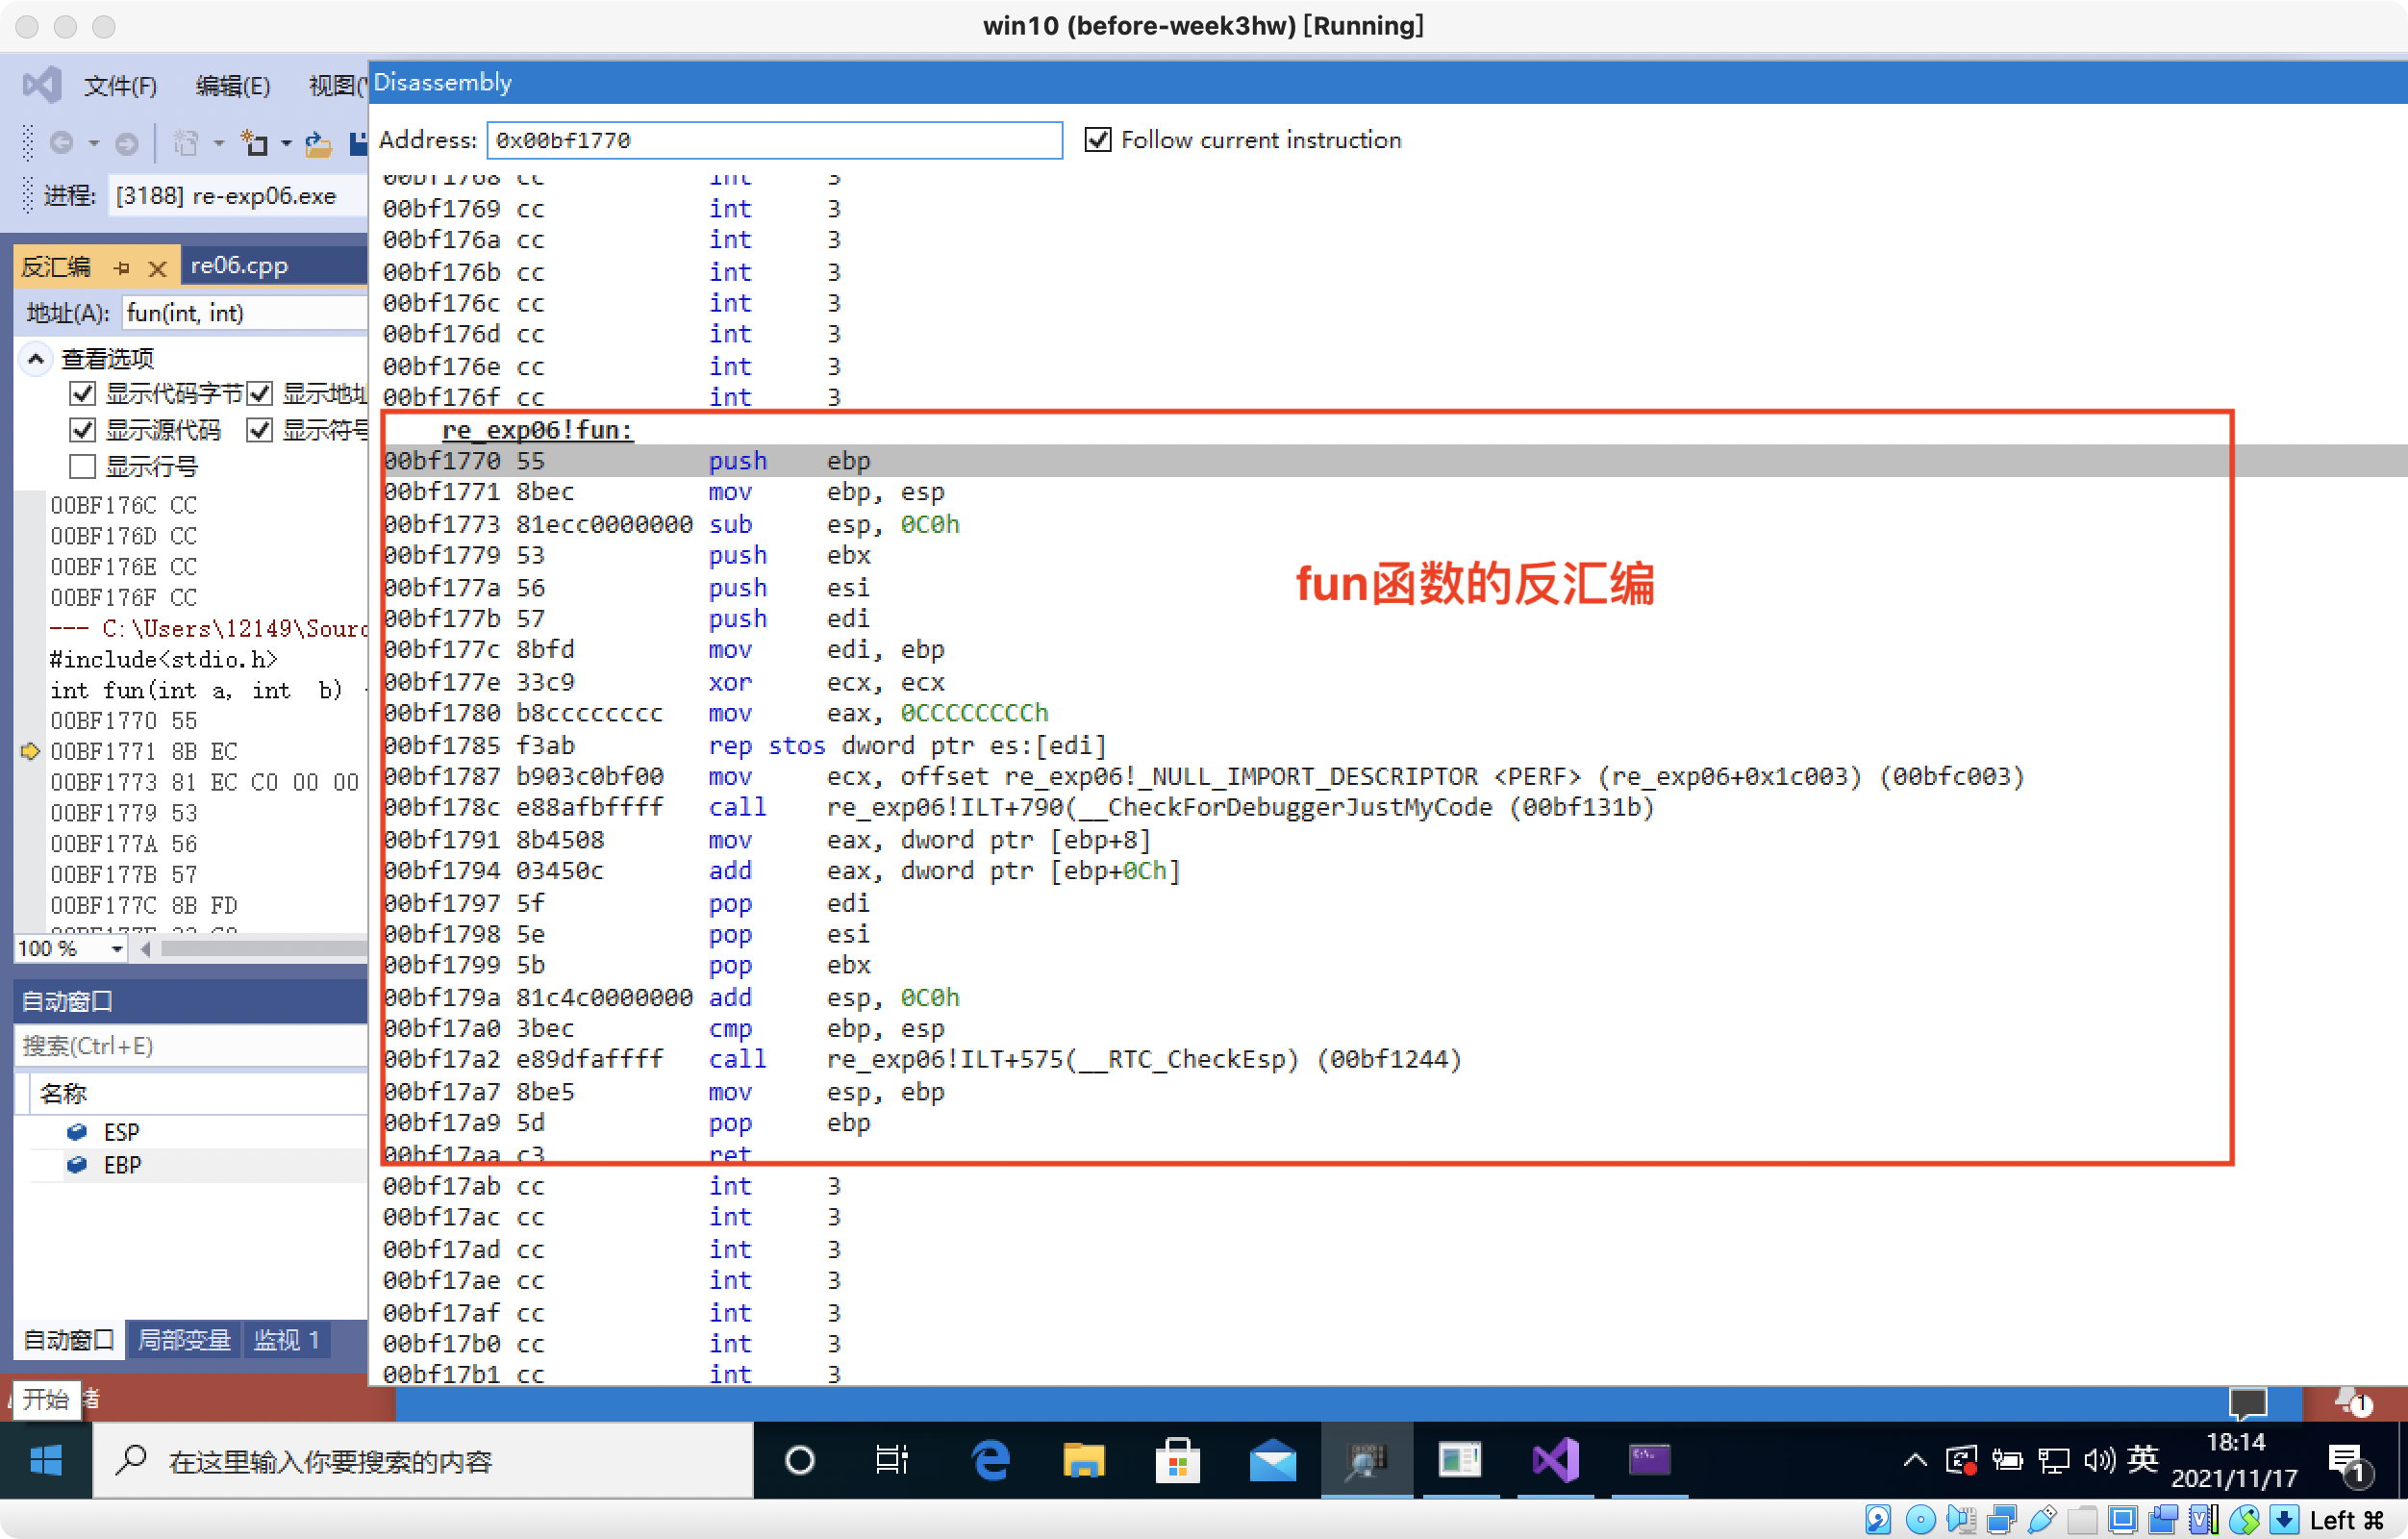 win10 (before-week3hw) [Running]
文件(F) 编辑(E) 视图(
进程: [3188] re-exp06.exe
反汇编 re06.cpp
地址(A): fun(int, int)
查看选项
显示代码字节 显示地址
显示源代码 显示符号
显示行号
00BF176C CC
00BF176D CC
00BF176E CC
00BF176F CC
--- C:\Users\12149\Sourc
#include<stdio.h>
int fun(int a, int b)
00BF1770 55
00BF1771 8B EC
00BF1773 81 EC C0 00 00
00BF1779 53
00BF177A 56
00BF177B 57
00BF177C 8B FD
100 %
自动窗口
搜索(Ctrl+E)
名称
ESP
EBP
自动窗口 局部变量 监视 1
开始 者
Disassembly
Address: 0x00bf1770 Follow current instruction
00bf1768 cc int 3
00bf1769 cc int 3
00bf176a cc int 3
00bf176b cc int 3
00bf176c cc int 3
00bf176d cc int 3
00bf176e cc int 3
00bf176f cc int 3
re_exp06!fun:
00bf1770 55 push ebp
00bf1771 8bec mov ebp, esp
00bf1773 81ecc0000000 sub esp, 0C0h
00bf1779 53 push ebx
00bf177a 56 push esi
00bf177b 57 push edi
00bf177c 8bfd mov edi, ebp
00bf177e 33c9 xor ecx, ecx
00bf1780 b8cccccccc mov eax, 0CCCCCCCCh
00bf1785 f3ab rep stos dword ptr es:[edi]
00bf1787 b903c0bf00 mov ecx, offset re_exp06!_NULL_IMPORT_DESCRIPTOR <PERF> (re_exp06+0x1c003) (00bfc003)
00bf178c e88afbffff call re_exp06!ILT+790(__CheckForDebuggerJustMyCode (00bf131b)
00bf1791 8b4508 mov eax, dword ptr [ebp+8]
00bf1794 03450c add eax, dword ptr [ebp+0Ch]
00bf1797 5f pop edi
00bf1798 5e pop esi
00bf1799 5b pop ebx
00bf179a 81c4c0000000 add esp, 0C0h
00bf17a0 3bec cmp ebp, esp
00bf17a2 e89dfaffff call re_exp06!ILT+575(__RTC_CheckEsp) (00bf1244)
00bf17a7 8be5 mov esp, ebp
00bf17a9 5d pop ebp
00bf17aa c3 ret
00bf17ab cc int 3
00bf17ac cc int 3
00bf17ad cc int 3
00bf17ae cc int 3
00bf17af cc int 3
00bf17b0 cc int 3
00bf17b1 cc int 3
fun函数的反汇编
1
在这里输入你要搜索的内容
英
18:14
2021/11/17
1
Left ⌘